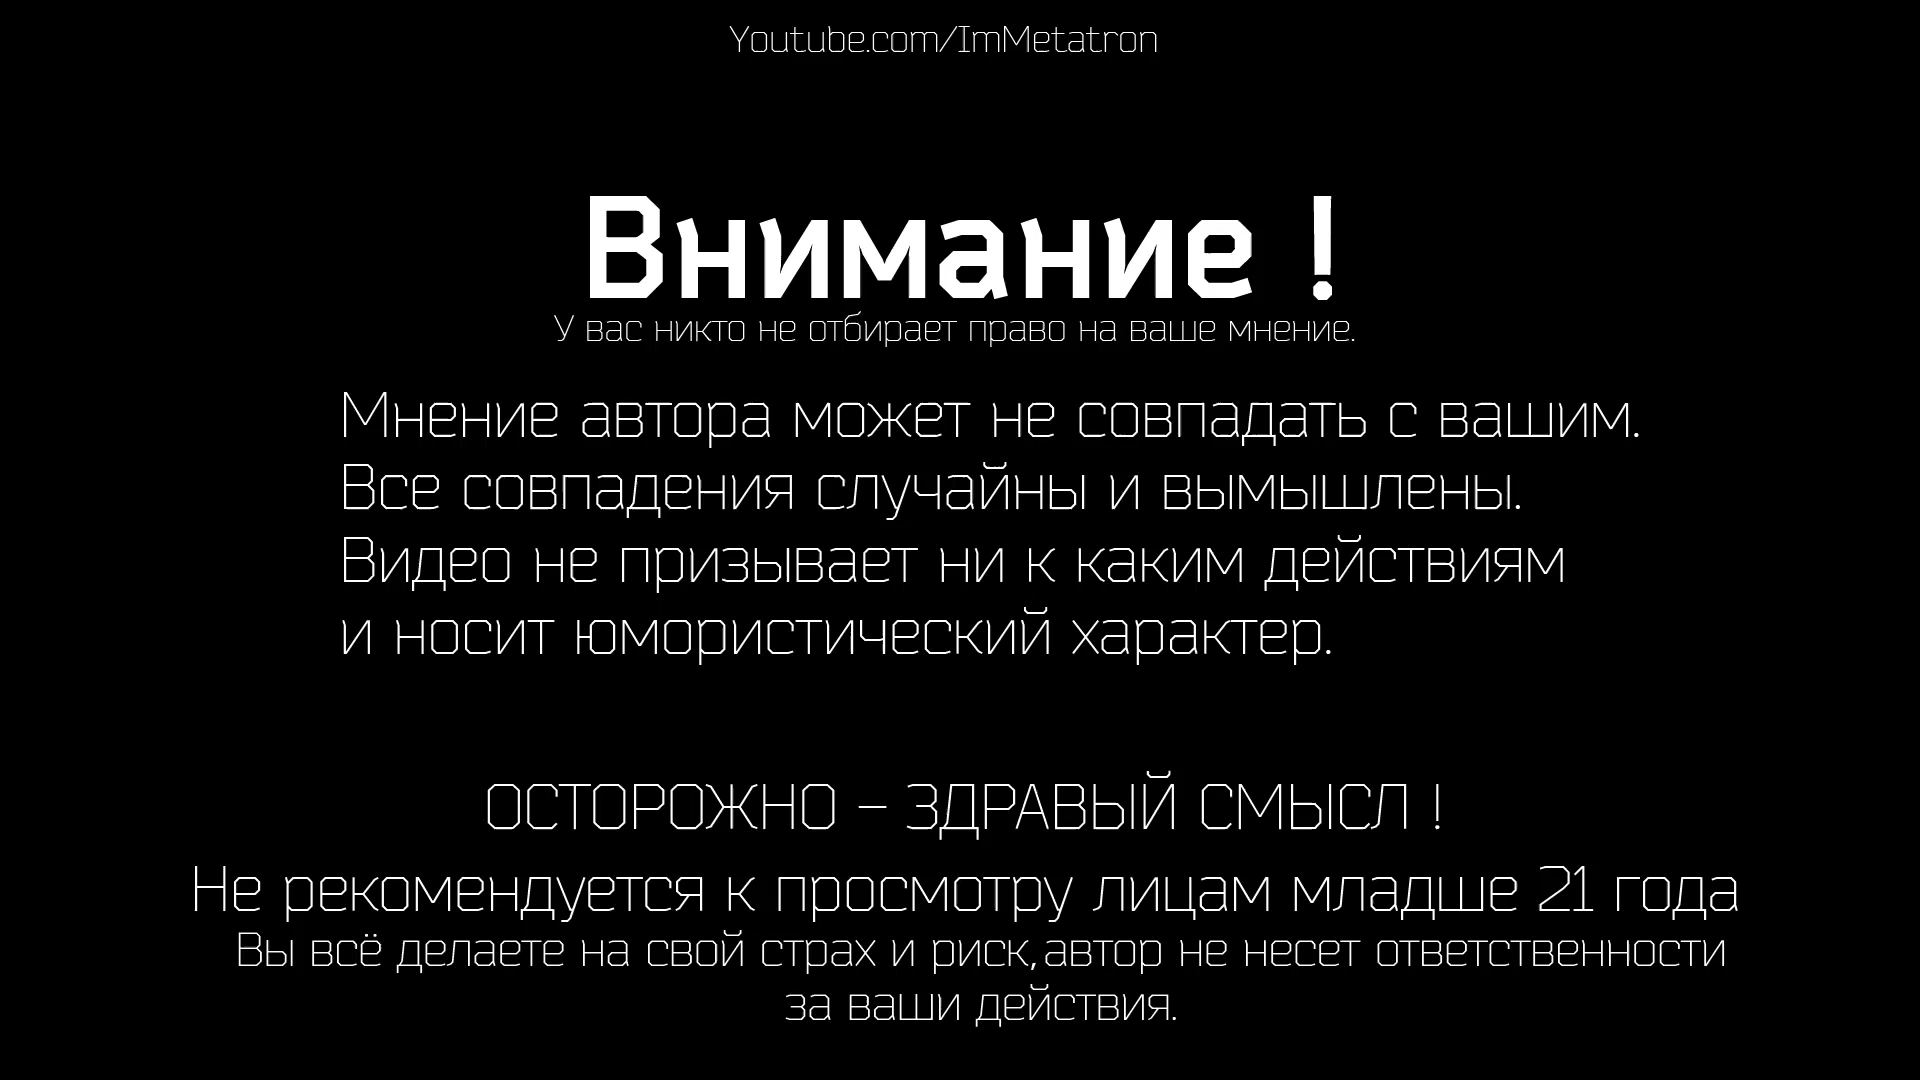 Youtube.com/ImMetatron
Внимание !
У вас никто не отбирает право на ваше мнение.
Мнение автора может не совпадать с вашим.
Все совпадения случайны и вымышлены.
Видео не призывает ни к каким действиям
и носит юмористический характер.
ОСТОРОЖНО – ЗДРАВЫЙ СМЫСЛ !
Не рекомендуется к просмотру лицам младше 21 года
Вы всё делаете на свой страх и риск, автор не несет ответственности
за ваши действия.